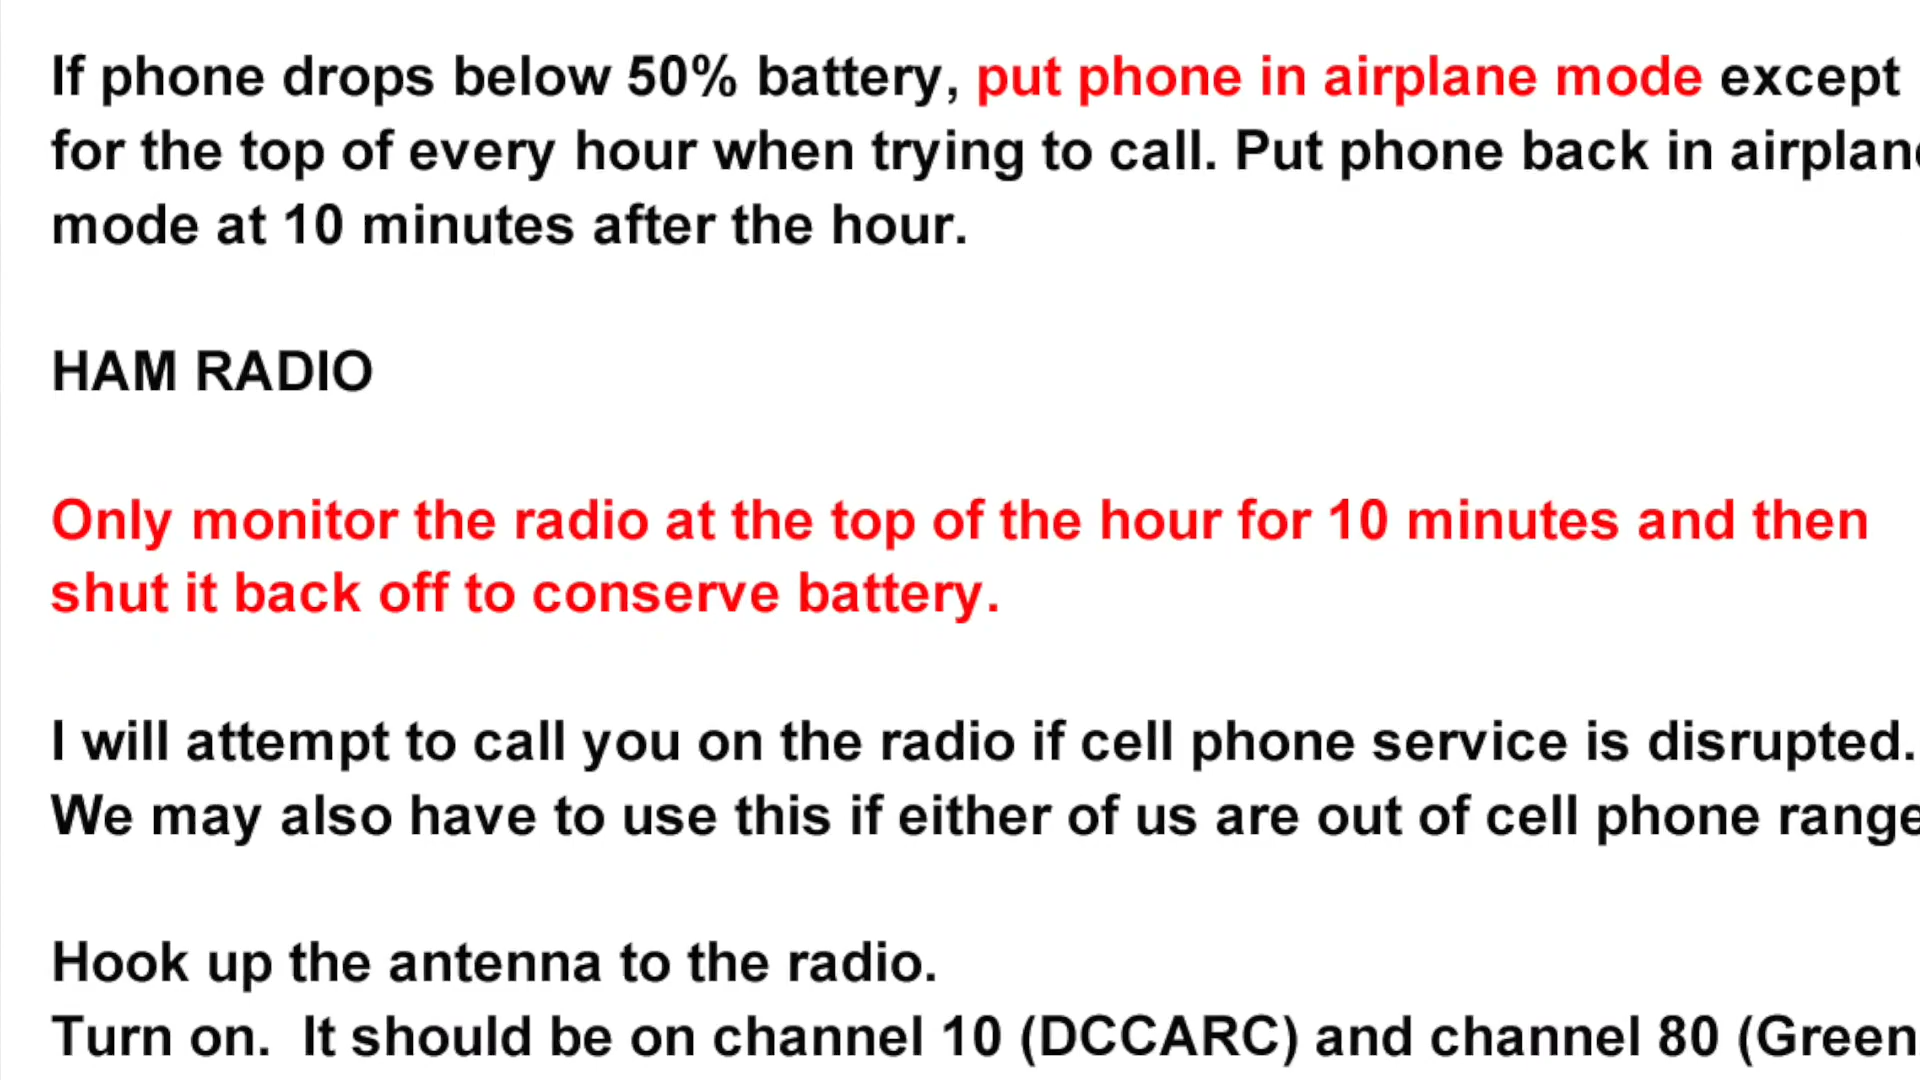 If phone drops below 50% battery, put phone in airplane mode except
for the top of every hour when trying to call. Put phone back in airplane
mode at 10 minutes after the hour.
HAM RADIO
Only monitor the radio at the top of the hour for 10 minutes and then
shut it back off to conserve battery.
I will attempt to call you on the radio if cell phone service is disrupted.
We may also have to use this if either of us are out of cell phone range
Hook up the antenna to the radio.
Turn on.  It should be on channel 10 (DCCARC) and channel 80 (Green